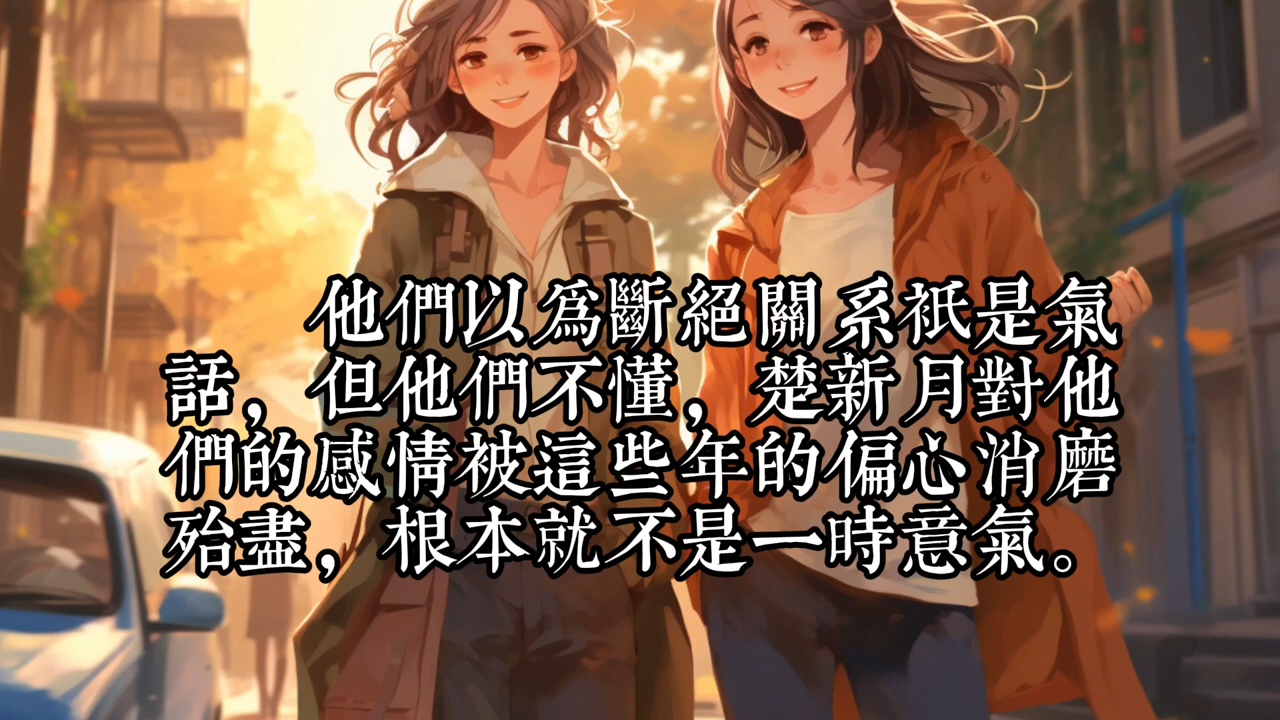 他們以爲斷絕關系衹是氣
話，但他們不懂，楚新月對他
們的感情被這些年的偏心消磨
殆盡，根本就不是一時意氣。